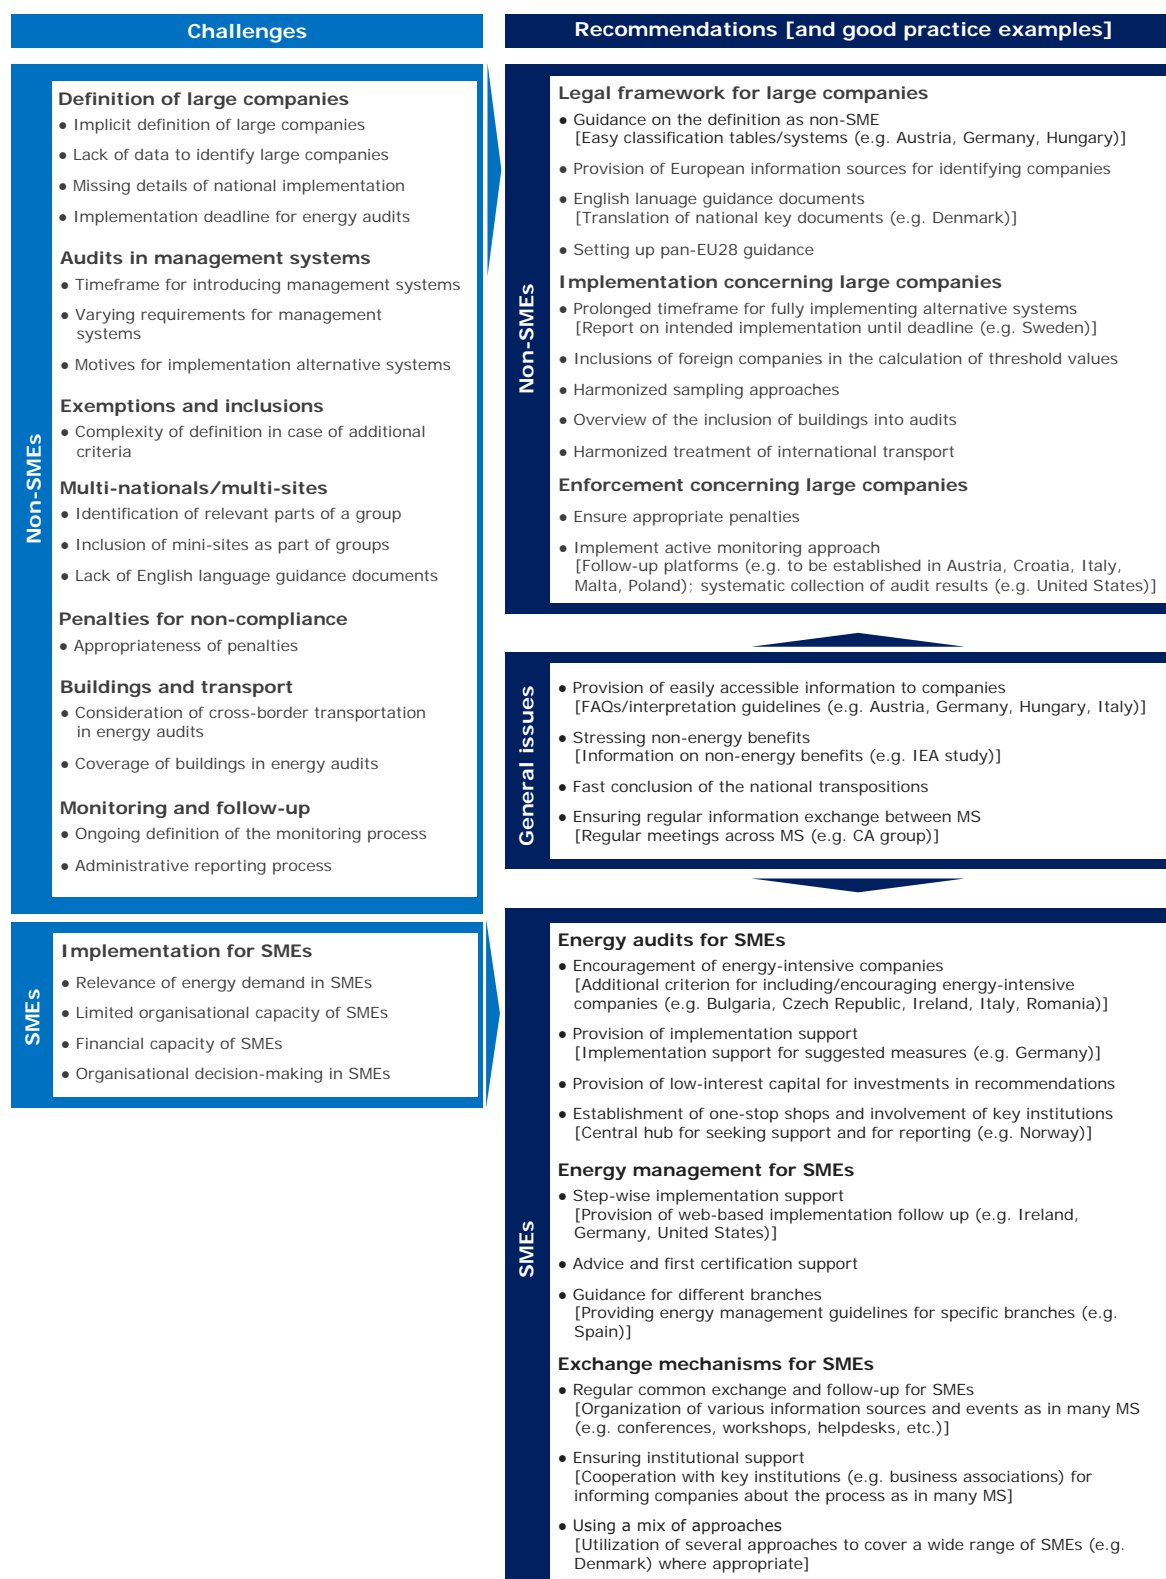 Challenges
Non-SMEs
Definition of large companies
● Implicit definition of large companies
● Lack of data to identify large companies
● Missing details of national implementation
● Implementation deadline for energy audits
Audits in management systems
● Timeframe for introducing management systems
● Varying requirements for management
systems
● Motives for implementation alternative systems
Exemptions and inclusions
● Complexity of definition in case of additional
criteria
Multi-nationals/multi-sites
● Identification of relevant parts of a group
● Inclusion of mini-sites as part of groups
● Lack of English language guidance documents
Penalties for non-compliance
● Appropriateness of penalties
Buildings and transport
● Consideration of cross-border transportation
in energy audits
● Coverage of buildings in energy audits
Monitoring and follow-up
● Ongoing definition of the monitoring process
● Administrative reporting process
SMEs
Implementation for SMEs
● Relevance of energy demand in SMEs
● Limited organisational capacity of SMEs
● Financial capacity of SMEs
● Organisational decision-making in SMEs
Recommendations [and good practice examples]
Non-SMEs
Legal framework for large companies
● Guidance on the definition as non-SME
[Easy classification tables/systems (e.g. Austria, Germany, Hungary)]
● Provision of European information sources for identifying companies
● English lanuage guidance documents
[Translation of national key documents (e.g. Denmark)]
● Setting up pan-EU28 guidance
Implementation concerning large companies
● Prolonged timeframe for fully implementing alternative systems
[Report on intended implementation until deadline (e.g. Sweden)]
● Inclusions of foreign companies in the calculation of threshold values
● Harmonized sampling approaches
● Overview of the inclusion of buildings into audits
● Harmonized treatment of international transport
Enforcement concerning large companies
● Ensure appropriate penalties
● Implement active monitoring approach
[Follow-up platforms (e.g. to be established in Austria, Croatia, Italy,
Malta, Poland); systematic collection of audit results (e.g. United States)]
General issues
● Provision of easily accessible information to companies
[FAQs/interpretation guidelines (e.g. Austria, Germany, Hungary, Italy)]
● Stressing non-energy benefits
[Information on non-energy benefits (e.g. IEA study)]
● Fast conclusion of the national transpositions
● Ensuring regular information exchange between MS
[Regular meetings across MS (e.g. CA group)]
SMEs
Energy audits for SMEs
● Encouragement of energy-intensive companies
[Additional criterion for including/encouraging energy-intensive
companies (e.g. Bulgaria, Czech Republic, Ireland, Italy, Romania)]
● Provision of implementation support
[Implementation support for suggested measures (e.g. Germany)]
● Provision of low-interest capital for investments in recommendations
● Establishment of one-stop shops and involvement of key institutions
[Central hub for seeking support and for reporting (e.g. Norway)]
Energy management for SMEs
● Step-wise implementation support
[Provision of web-based implementation follow up (e.g. Ireland,
Germany, United States)]
● Advice and first certification support
● Guidance for different branches
[Providing energy management guidelines for specific branches (e.g.
Spain)]
Exchange mechanisms for SMEs
● Regular common exchange and follow-up for SMEs
[Organization of various information sources and events as in many MS
(e.g. conferences, workshops, helpdesks, etc.)]
● Ensuring institutional support
[Cooperation with key institutions (e.g. business associations) for
informing companies about the process as in many MS]
● Using a mix of approaches
[Utilization of several approaches to cover a wide range of SMEs (e.g.
Denmark) where appropriate]